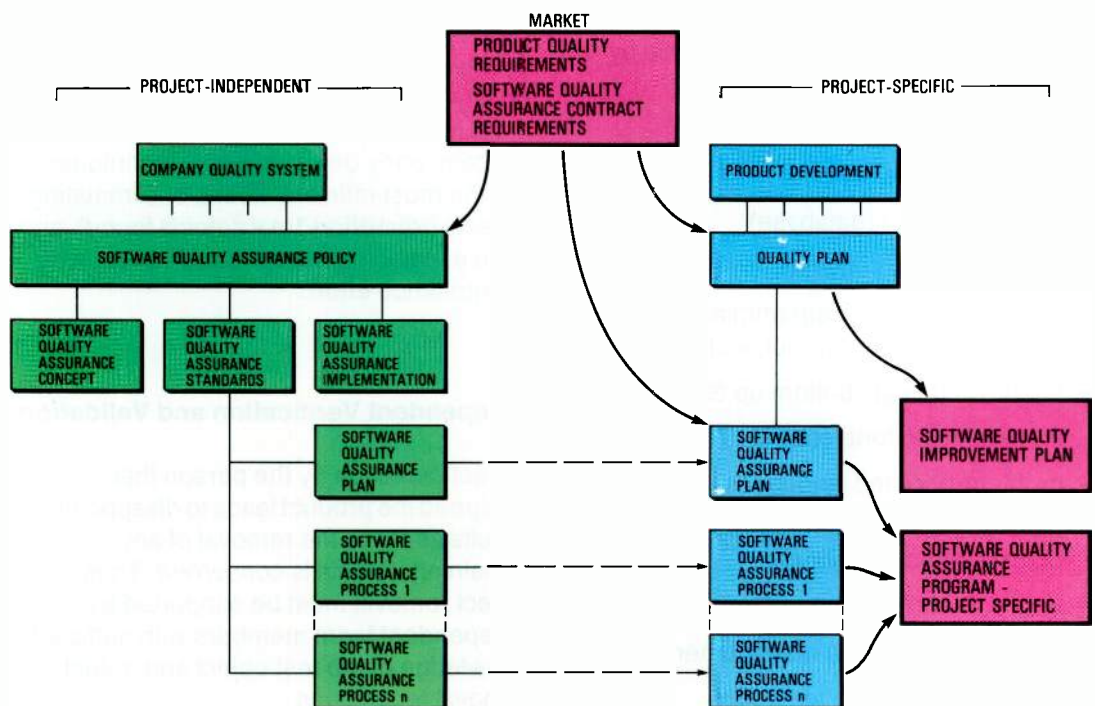 MARKET
PRODUCT QUALITY
REQUIREMENTS
SOFTWARE QUALITY
ASSURANCE CONTRACT
REQUIREMENTS
PROJECT-INDEPENDENT
PROJECT-SPECIFIC
COMPANY QUALITY SYSTEM
PRODUCT DEVELOPMENT
SOFTWARE QUALITY ASSURANCE POLICY
QUALITY PLAN
SOFTWARE
QUALITY
ASSURANCE
CONCEPT
SOFTWARE
QUALITY
ASSURANCE
STANDARDS
SOFTWARE
QUALITY
ASSURANCE
IMPLEMENTATION
SOFTWARE
QUALITY
ASSURANCE
PLAN
SOFTWARE
QUALITY
ASSURANCE
PLAN
SOFTWARE QUALITY
IMPROVEMENT PLAN
SOFTWARE
QUALITY
ASSURANCE
PROCESS 1
SOFTWARE
QUALITY
ASSURANCE
PROCESS 1
SOFTWARE QUALITY
ASSURANCE
PROGRAM -
PROJECT SPECIFIC
SOFTWARE
QUALITY
ASSURANCE
PROCESS n
SOFTWARE
QUALITY
ASSURANCE
PROCESS n